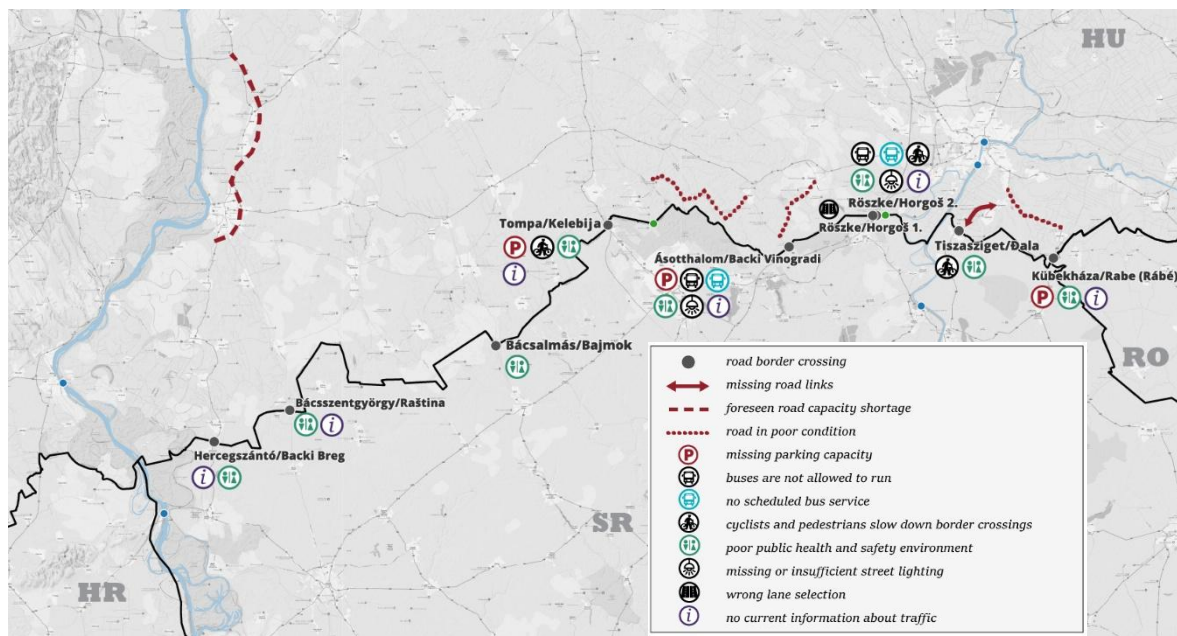 HU
Röszke/Horgoš 2.
Tompa/Kelebija
Röszke/Horgoš 1.
Tiszasziget/Đala
Ásotthalom/Backi Vinogradi
Kübekháza/Rabe (Rábé)
Bácsalmás/Bajmok
RO
road border crossing
missing road links
Bácsszentgyörgy/Raština
foreseen road capacity shortage
road in poor condition
Hercegszántó/Backi Breg
missing parking capacity
buses are not allowed to run
no scheduled bus service
SR
cyclists and pedestrians slow down border crossings
poor public health and safety environment
missing or insufficient street lighting
HR
wrong lane selection
no current information about traffic